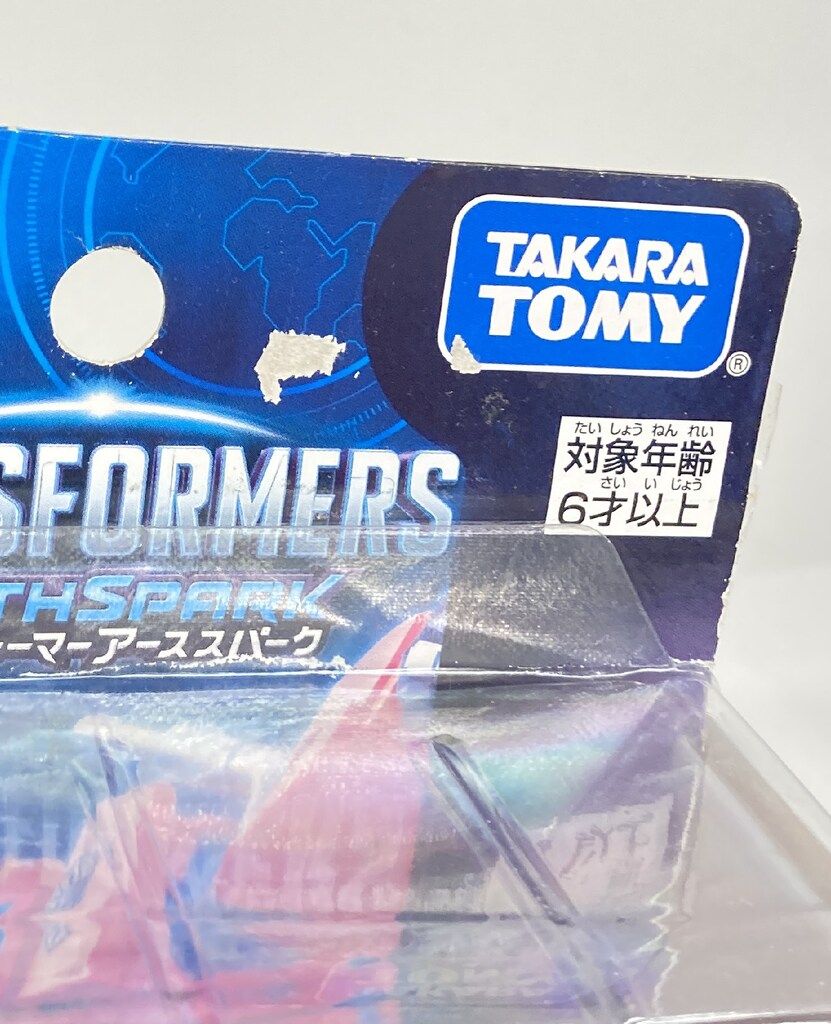 TAKARA
TOMY
®
たいしょうねんれい
対象年齢
さい い じょう
6才以上
SFORMERS
THSPARK
ーマーアーススパーク